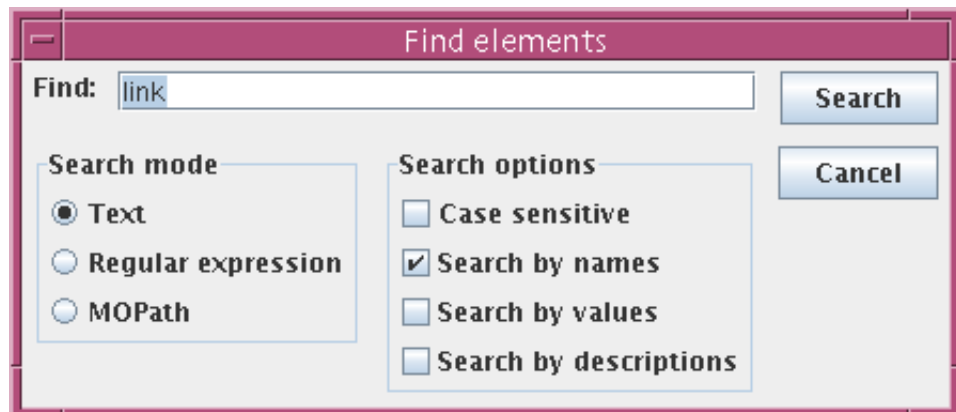 Find elements
Find: link
Search
Search mode
Text
Regular expression
MOPath
Search options
Case sensitive
Search by names
Search by values
Search by descriptions
Cancel